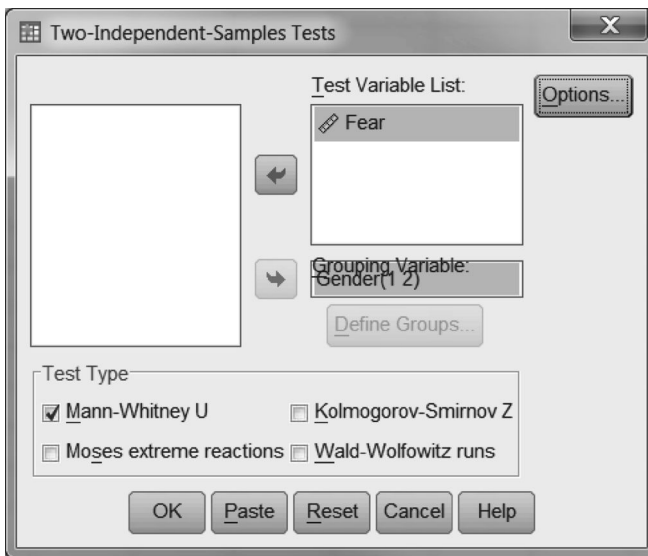 Two-Independent-Samples Tests
X
Test Variable List:
Fear
Options...
Grouping Variable:
Gender(1 2)
Define Groups...
Test Type
Mann-Whitney U
Kolmogorov-Smirnov Z
Moses extreme reactions
Wald-Wolfowitz runs
OK
Paste
Reset
Cancel
Help